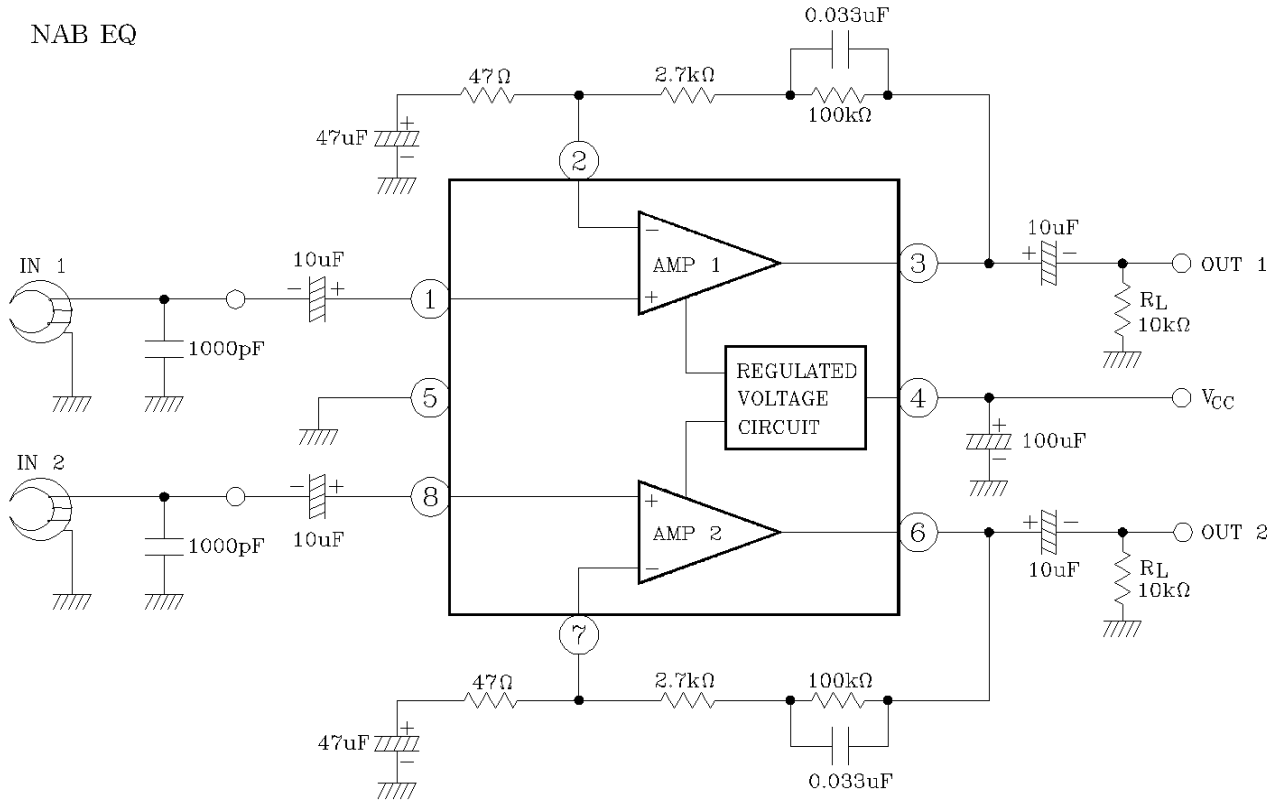 0.033uF
NAB EQ
47Ω
2.7kΩ
100kΩ
47uF
+
−
2
−
AMP 1
+
IN 1
10uF
− +
1
1000pF
3
10uF
+ −
OUT 1
RL
10kΩ
REGULATED
VOLTAGE
CIRCUIT
5
4
VCC
+
100uF
−
IN 2
− +
10uF
8
1000pF
+
AMP 2
−
6
+ −
10uF
OUT 2
RL
10kΩ
7
47Ω
2.7kΩ
100kΩ
47uF
+
−
0.033uF